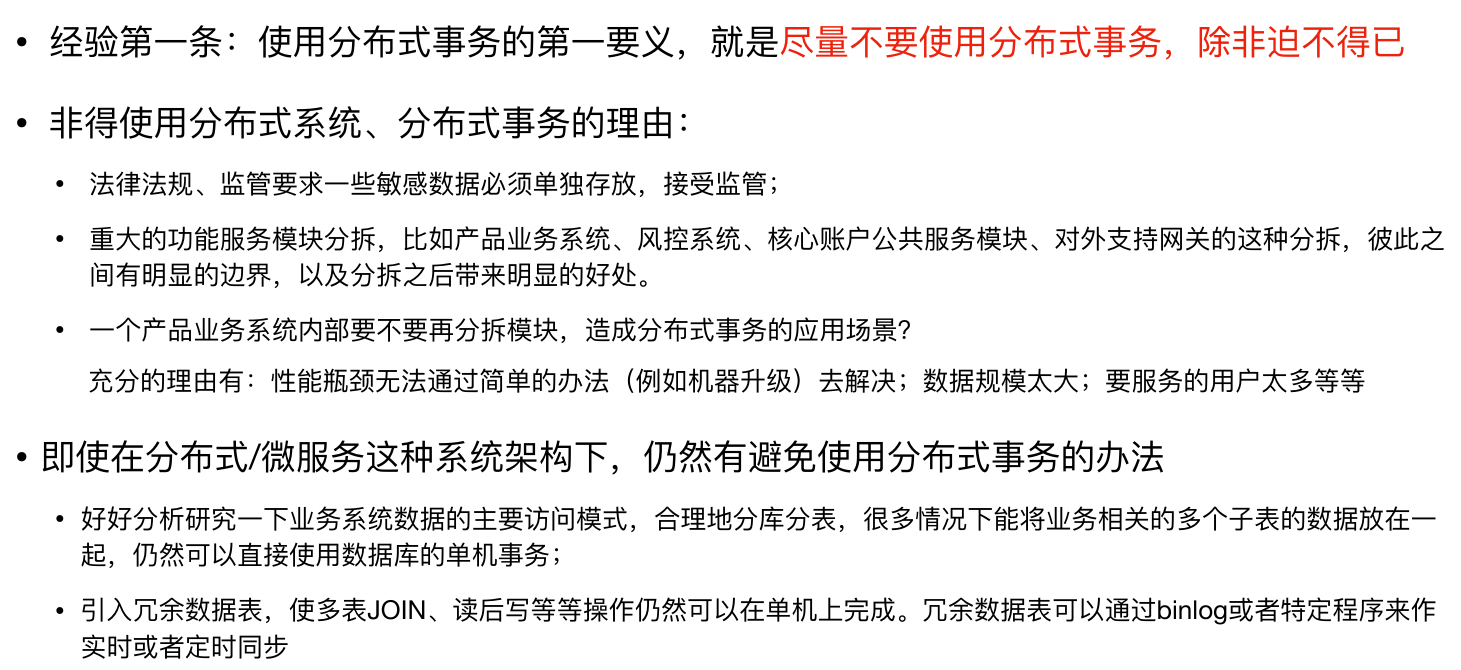 • 经验第一条：使用分布式事务的第一要义，就是尽量不要使用分布式事务，除非迫不得已
• 非得使用分布式系统、分布式事务的理由：
• 法律法规、监管要求一些敏感数据必须单独存放，接受监管；
• 重大的功能服务模块分拆，比如产品业务系统、风控系统、核心账户公共服务模块、对外支持网关的这种分拆，彼此之
间有明显的边界，以及分拆之后带来明显的好处。
• 一个产品业务系统内部要不要再分拆模块，造成分布式事务的应用场景？
充分的理由有：性能瓶颈无法通过简单的办法（例如机器升级）去解决；数据规模太大；要服务的用户太多等等
• 即使在分布式/微服务这种系统架构下，仍然有避免使用分布式事务的办法
• 好好分析研究一下业务系统数据的主要访问模式，合理地分库分表，很多情况下能将业务相关的多个子表的数据放在一
起，仍然可以直接使用数据库的单机事务；
• 引入冗余数据表，使多表JOIN、读后写等等操作仍然可以在单机上完成。冗余数据表可以通过binlog或者特定程序来作
实时或者定时同步